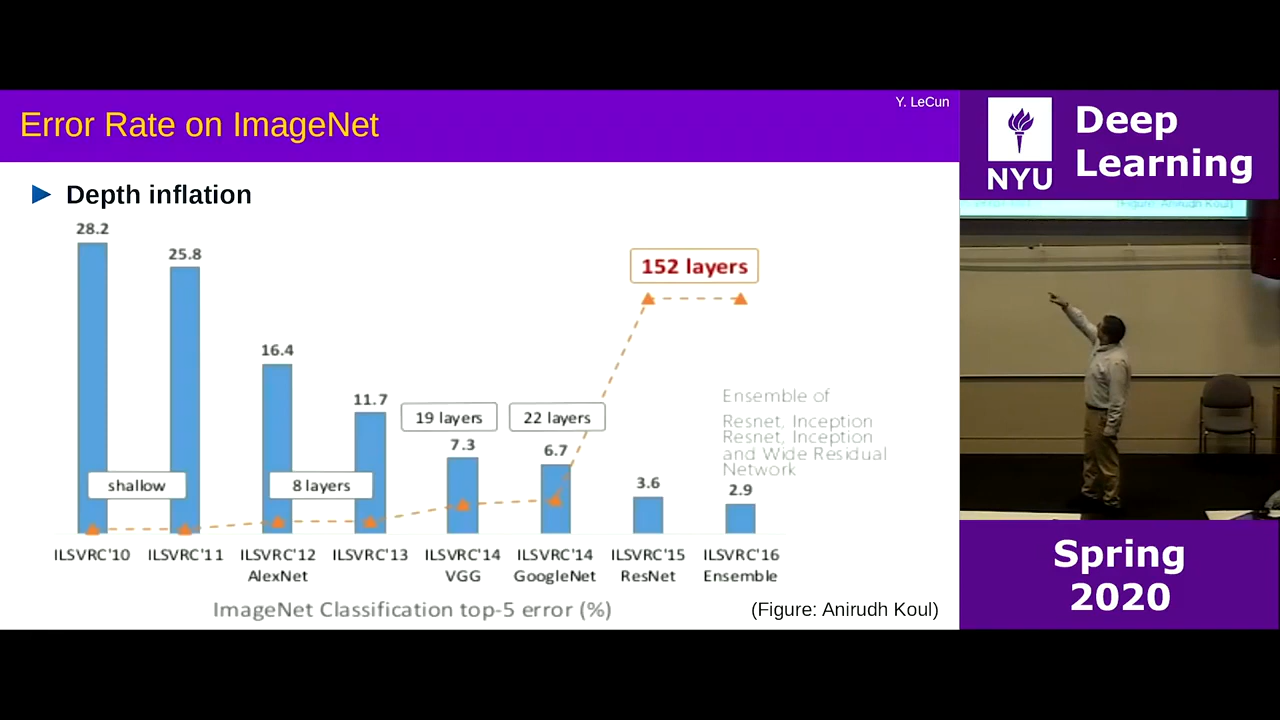 Y. LeCun
Error Rate on ImageNet
Depth inflation
28.2
25.8
16.4
11.7
7.3
6.7
3.6
2.9
152 layers
19 layers
22 layers
shallow
8 layers
Ensemble of
Resnet, Inception
Resnet, Inception
and Wide Residual
Network
ILSVRC'10
ILSVRC'11
ILSVRC'12
AlexNet
ILSVRC'13
ILSVRC'14
VGG
ILSVRC'14
GoogleNet
ILSVRC'15
ResNet
ILSVRC'16
Ensemble
ImageNet Classification top-5 error (%)
(Figure: Anirudh Koul)
NYU
Deep
Learning
(Figure: Anirudh Koul)
Spring
2020